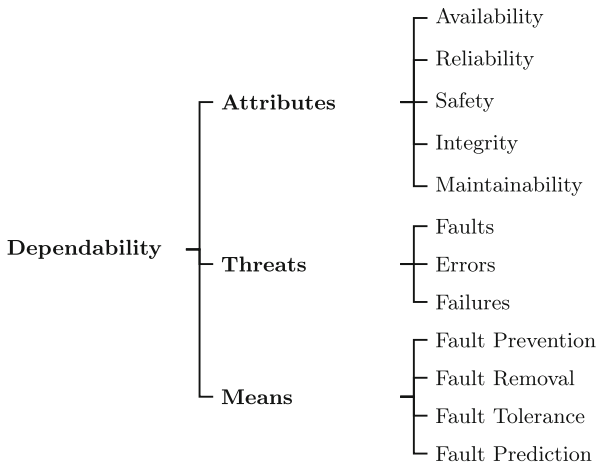 Dependability
Attributes
Availability
Reliability
Safety
Integrity
Maintainability
Threats
Faults
Errors
Failures
Means
Fault Prevention
Fault Removal
Fault Tolerance
Fault Prediction